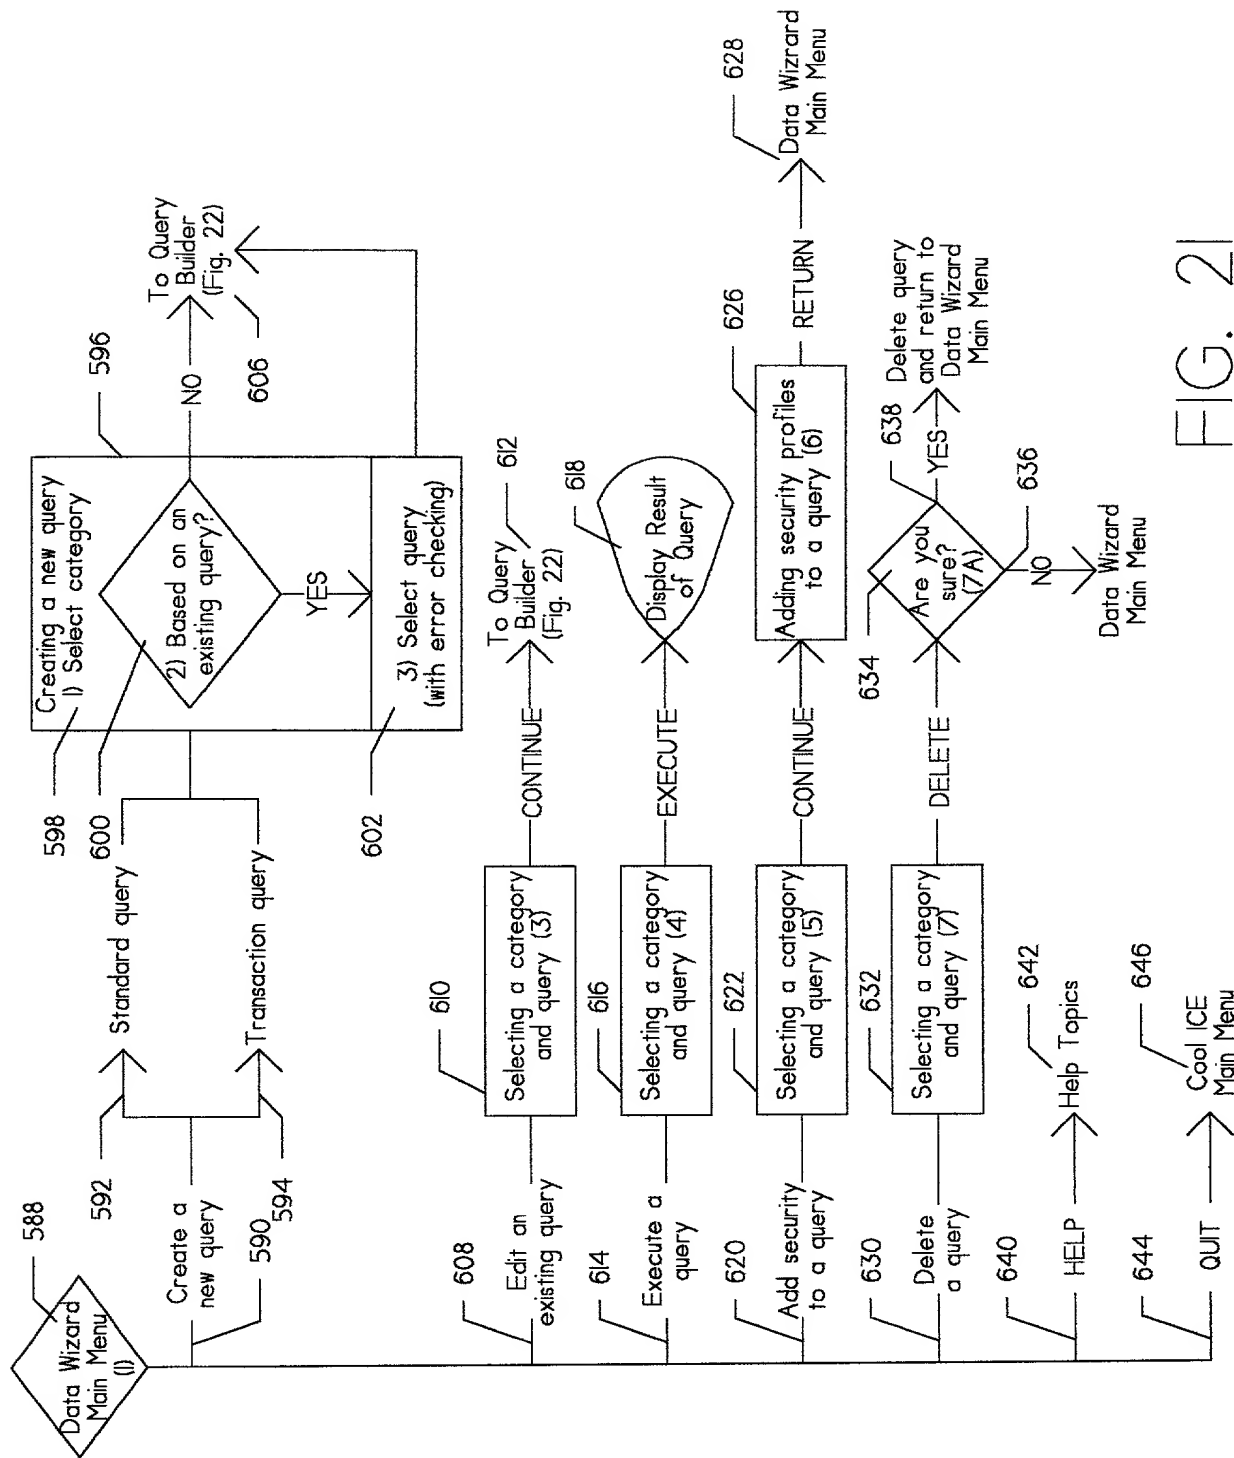 588
Data Wizard
Main Menu
(1)
590
Create a
new query
592
Standard query
594
Transaction query
596
Creating a new query
1) Select category
598
2) Based on an
existing query?
600
NO
YES
3) Select query
(with error checking)
602
To Query
Builder
(Fig. 22)
606
608
Edit an
existing query
610
Selecting a category
and query (3)
CONTINUE
To Query
Builder
(Fig. 22)
612
614
Execute a
query
616
Selecting a category
and query (4)
EXECUTE
Display Result
of Query
618
620
Add security
to a query
622
Selecting a category
and query (5)
CONTINUE
Adding security profiles
to a query (6)
626
RETURN
Data Wizrard
Main Menu
628
630
Delete
a query
632
Selecting a category
and query (7)
DELETE
634
Are you
sure?
(7A)
638
YES
Delete query
and return to
Data Wizard
Main Menu
636
NO
Data Wizard
Main Menu
640
HELP
Help Topics
642
644
QUIT
Cool ICE
Main Menu
646
FIG. 21